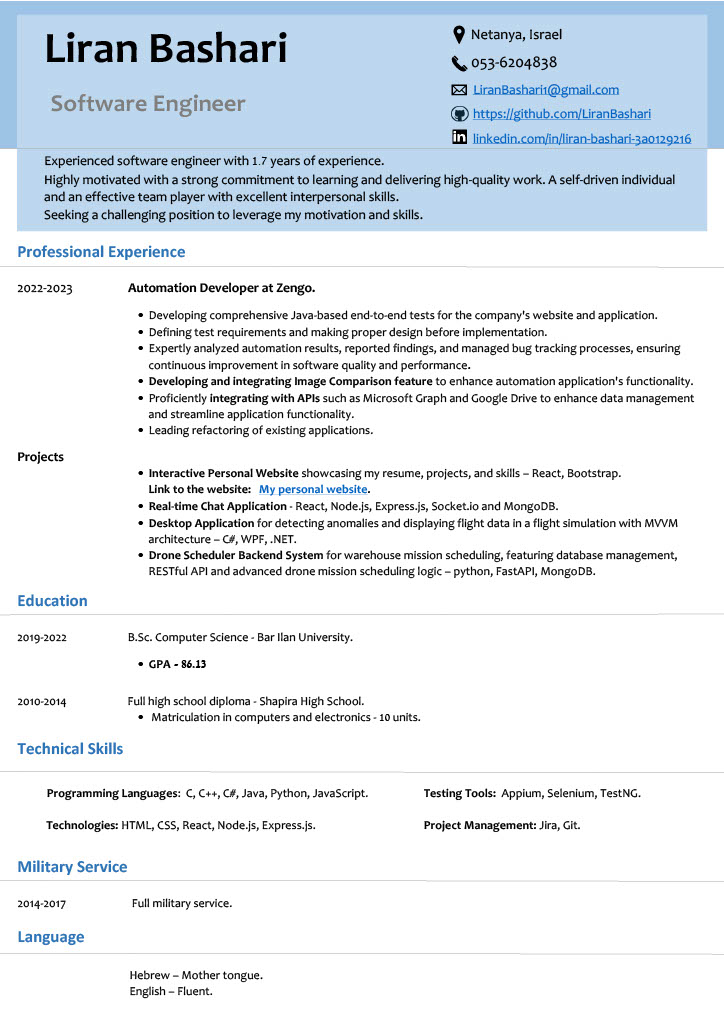 Liran Bashari
Software Engineer
Netanya, Israel
053-6204838
LiranBashari1@gmail.com
https://github.com/LiranBashari
linkedin.com/in/liran-bashari-3a0129216
Experienced software engineer with 1.7 years of experience.
Highly motivated with a strong commitment to learning and delivering high-quality work. A self-driven individual
and an effective team player with excellent interpersonal skills.
Seeking a challenging position to leverage my motivation and skills.
Professional Experience
2022-2023 Automation Developer at Zengo.
• Developing comprehensive Java-based end-to-end tests for the company's website and application.
• Defining test requirements and making proper design before implementation.
• Expertly analyzed automation results, reported findings, and managed bug tracking processes, ensuring
continuous improvement in software quality and performance.
• Developing and integrating Image Comparison feature to enhance automation application's functionality.
• Proficiently integrating with APIs such as Microsoft Graph and Google Drive to enhance data management
and streamline application functionality.
• Leading refactoring of existing applications.
Projects
• Interactive Personal Website showcasing my resume, projects, and skills – React, Bootstrap.
Link to the website: My personal website.
• Real-time Chat Application - React, Node.js, Express.js, Socket.io and MongoDB.
• Desktop Application for detecting anomalies and displaying flight data in a flight simulation with MVVM
architecture – C#, WPF, .NET.
• Drone Scheduler Backend System for warehouse mission scheduling, featuring database management,
RESTful API and advanced drone mission scheduling logic – python, FastAPI, MongoDB.
Education
2019-2022 B.Sc. Computer Science - Bar Ilan University.
• GPA - 86.13
2010-2014 Full high school diploma - Shapira High School.
• Matriculation in computers and electronics - 10 units.
Technical Skills
Programming Languages: C, C++, C#, Java, Python, JavaScript. Testing Tools: Appium, Selenium, TestNG.
Technologies: HTML, CSS, React, Node.js, Express.js. Project Management: Jira, Git.
Military Service
2014-2017 Full military service.
Language
Hebrew – Mother tongue.
English – Fluent.